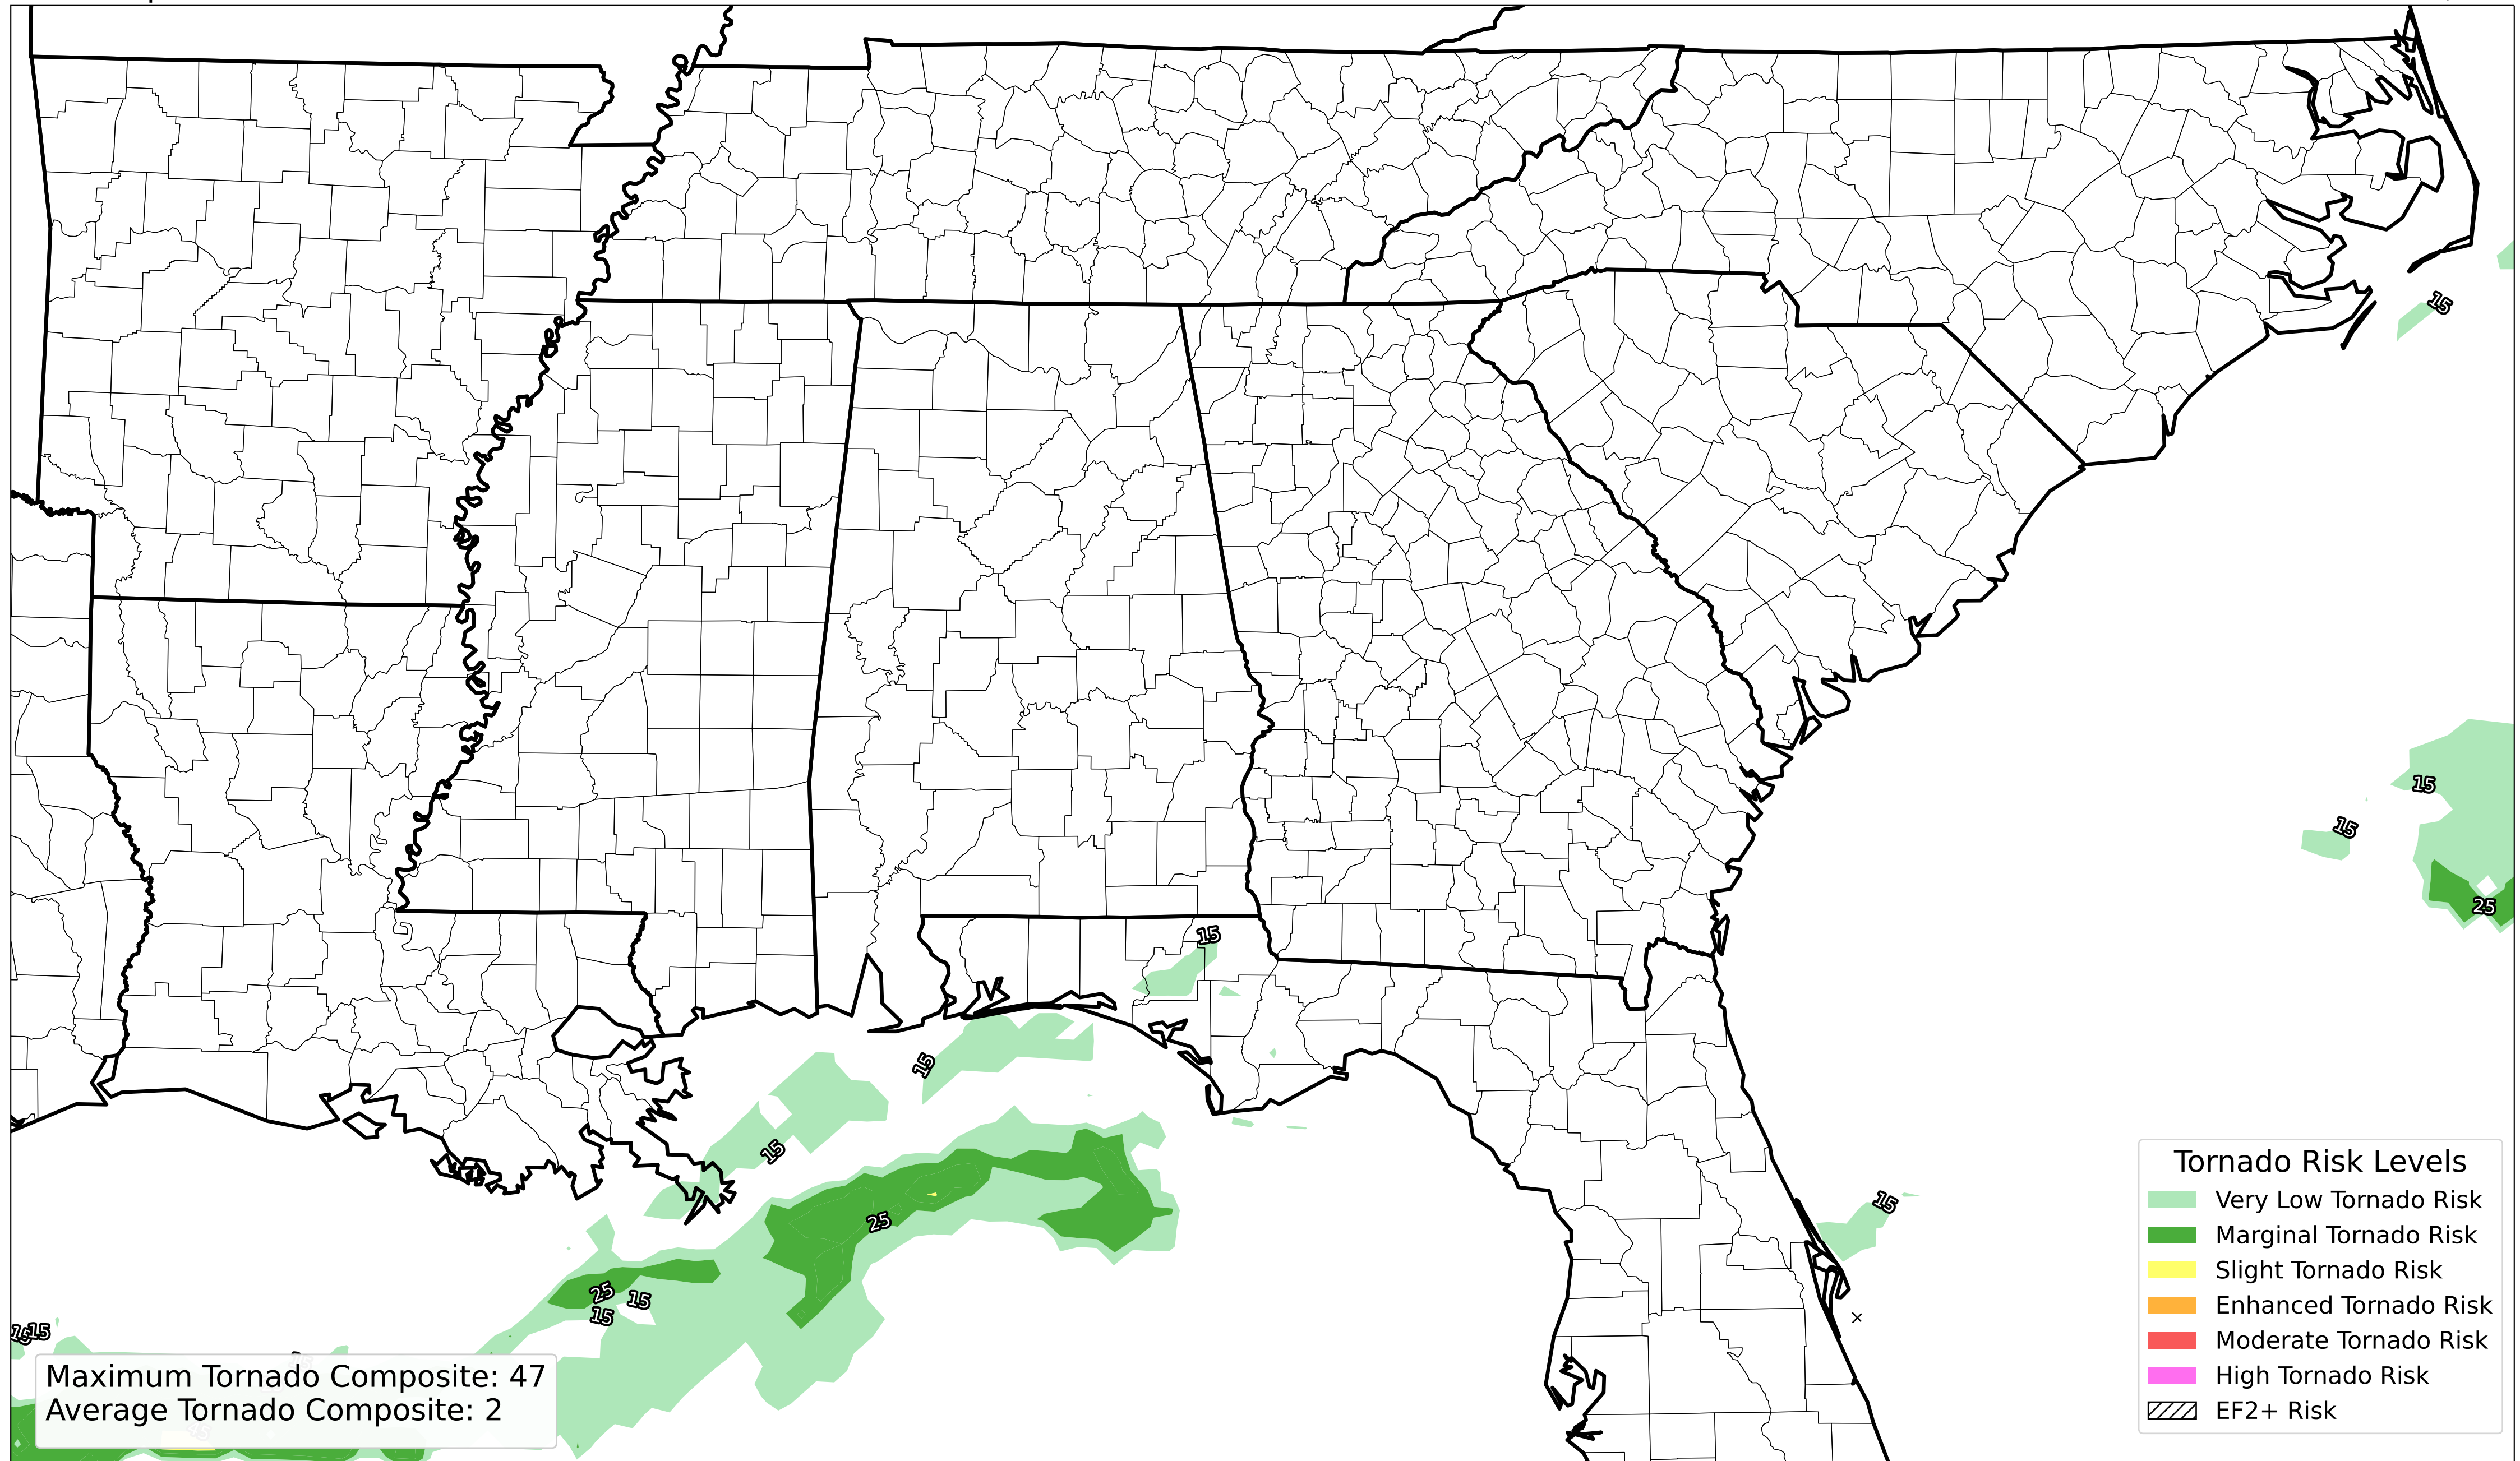 15
15
15
25
15
15
15
15
25
25
15
15
15
Tornado Risk Levels
Very Low Tornado Risk
Marginal Tornado Risk
Slight Tornado Risk
Enhanced Tornado Risk
Moderate Tornado Risk
High Tornado Risk
EF2+ Risk
Maximum Tornado Composite: 47
Average Tornado Composite: 2